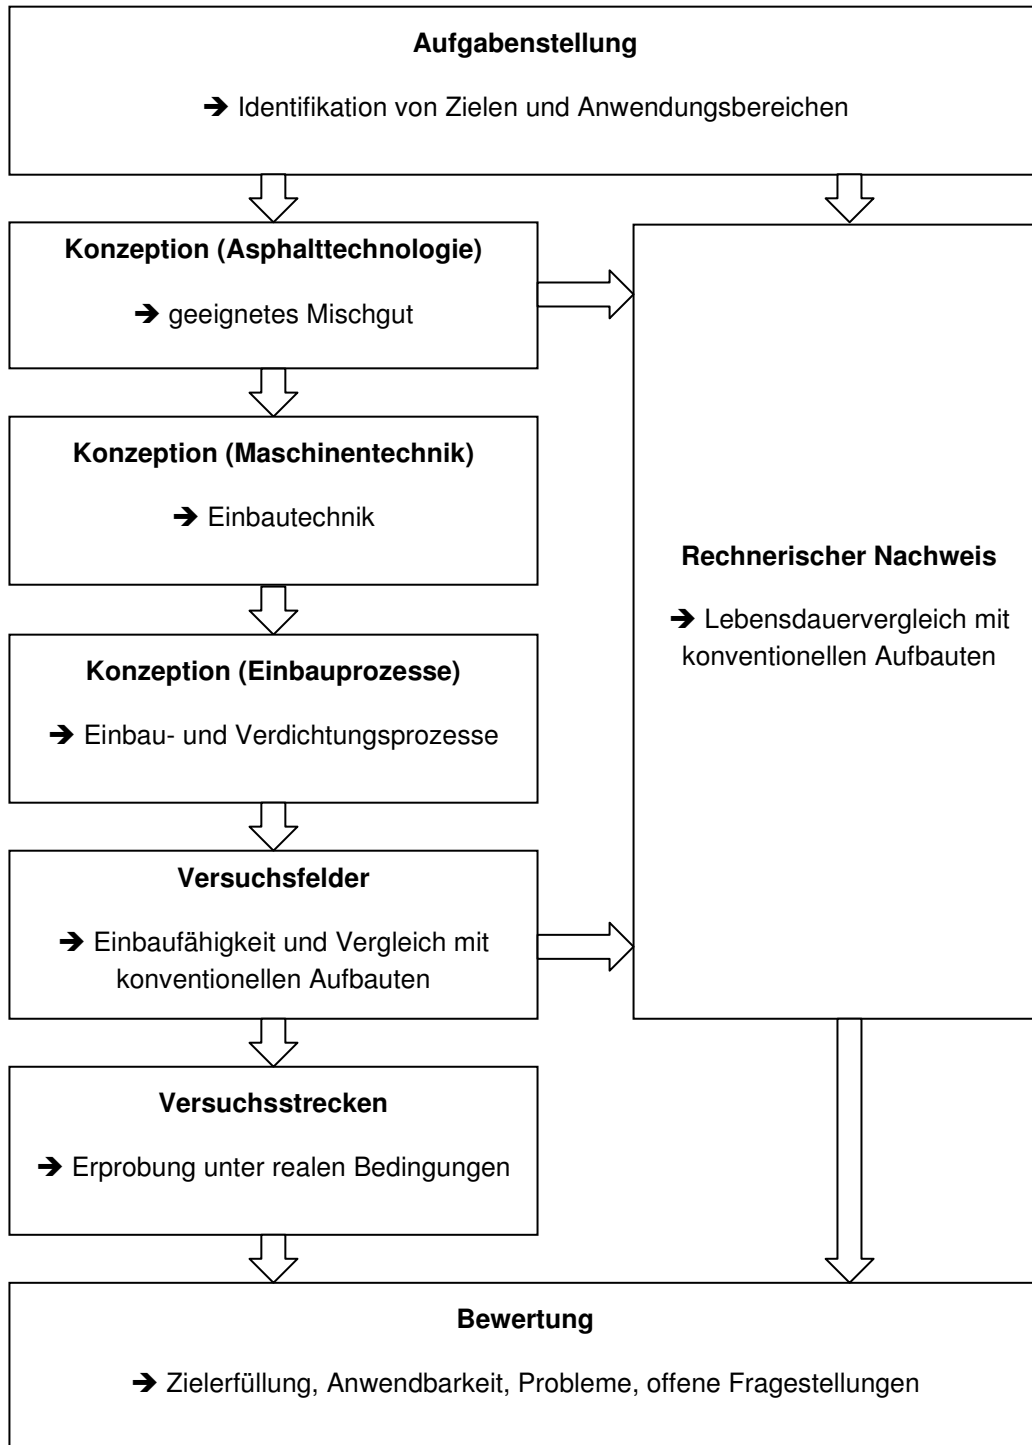 Aufgabenstellung
➔ Identifikation von Zielen und Anwendungsbereichen
Konzeption (Asphalttechnologie)
➔ geeignetes Mischgut
Konzeption (Maschinentechnik)
➔ Einbautechnik
Konzeption (Einbauprozesse)
➔ Einbau- und Verdichtungsprozesse
Versuchsfelder
➔ Einbaufähigkeit und Vergleich mit
konventionellen Aufbauten
Versuchsstrecken
➔ Erprobung unter realen Bedingungen
Rechnerischer Nachweis
➔ Lebensdauervergleich mit
konventionellen Aufbauten
Bewertung
➔ Zielerfüllung, Anwendbarkeit, Probleme, offene Fragestellungen